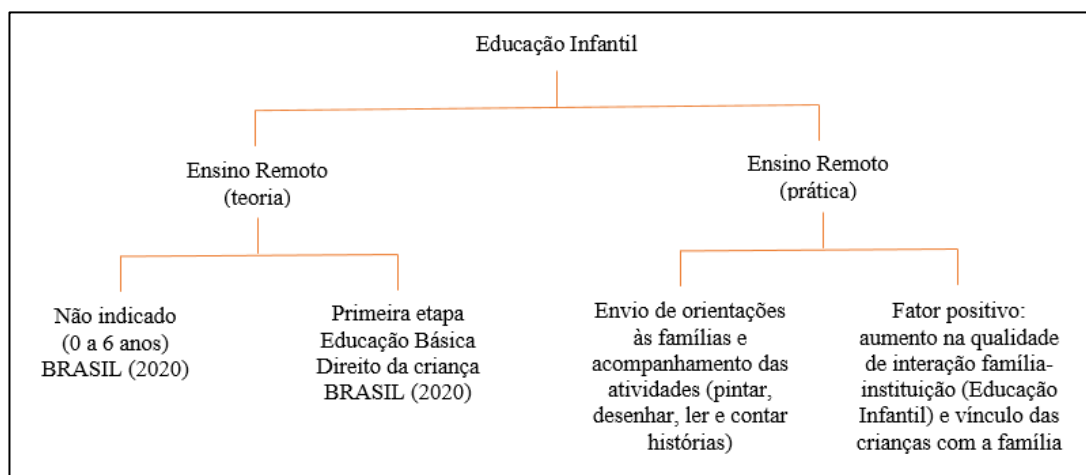 Educação Infantil
Ensino Remoto
(teoria)
Ensino Remoto
(prática)
Não indicado
(0 a 6 anos)
BRASIL (2020)
Primeira etapa
Educação Básica
Direito da criança
BRASIL (2020)
Envio de orientações
às famílias e
acompanhamento das
atividades (pintar,
desenhar, ler e contar
histórias)
Fator positivo:
aumento na qualidade
de interação família-
instituição (Educação
Infantil) e vínculo das
crianças com a família